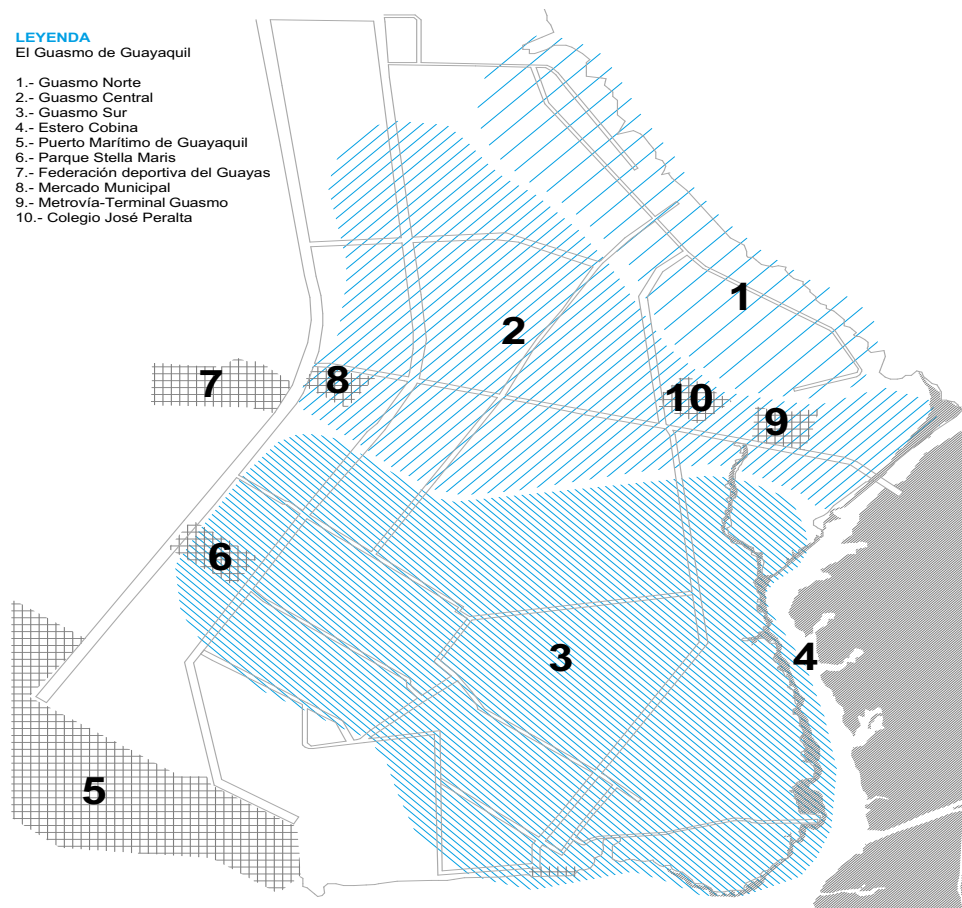 LEYENDA
El Guasmo de Guayaquil
1.- Guasmo Norte
2.- Guasmo Central
3.- Guasmo Sur
4.- Estero Cobina
5.- Puerto Marítimo de Guayaquil
6.- Parque Stella Maris
7.- Federación deportiva del Guayas
8.- Mercado Municipal
9.- Metrovía-Terminal Guasmo
10.- Colegio José Peralta
1
2
7
8
10
9
6
3
4
5